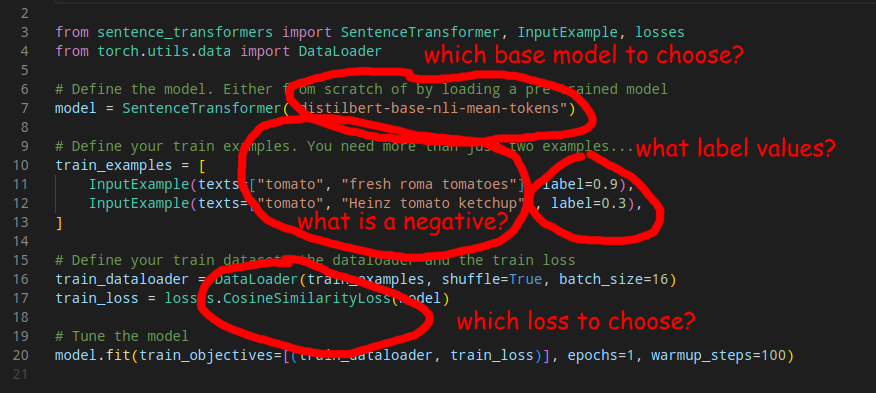 2
3 from sentence_transformers import SentenceTransformer, InputExample, losses
4 from torch.utils.data import DataLoader
which base model to choose?
5
6 # Define the model. Either from scratch of by loading a pre-trained model
7 model = SentenceTransformer("distilbert-base-nli-mean-tokens")
8
9 # Define your train examples. You need more than just two examples...
what label values?
10 train_examples = [
11 InputExample(texts=["tomato", "fresh roma tomatoes"], label=0.9),
12 InputExample(texts=["tomato", "Heinz tomato ketchup"], label=0.3),
what is a negative?
13 ]
14
15 # Define your train dataset, the dataloader and the train loss
16 train_dataloader = DataLoader(train_examples, shuffle=True, batch_size=16)
17 train_loss = losses.CosineSimilarityLoss(model)
18
which loss to choose?
19 # Tune the model
20 model.fit(train_objectives=[(train_dataloader, train_loss)], epochs=1, warmup_steps=100)
21